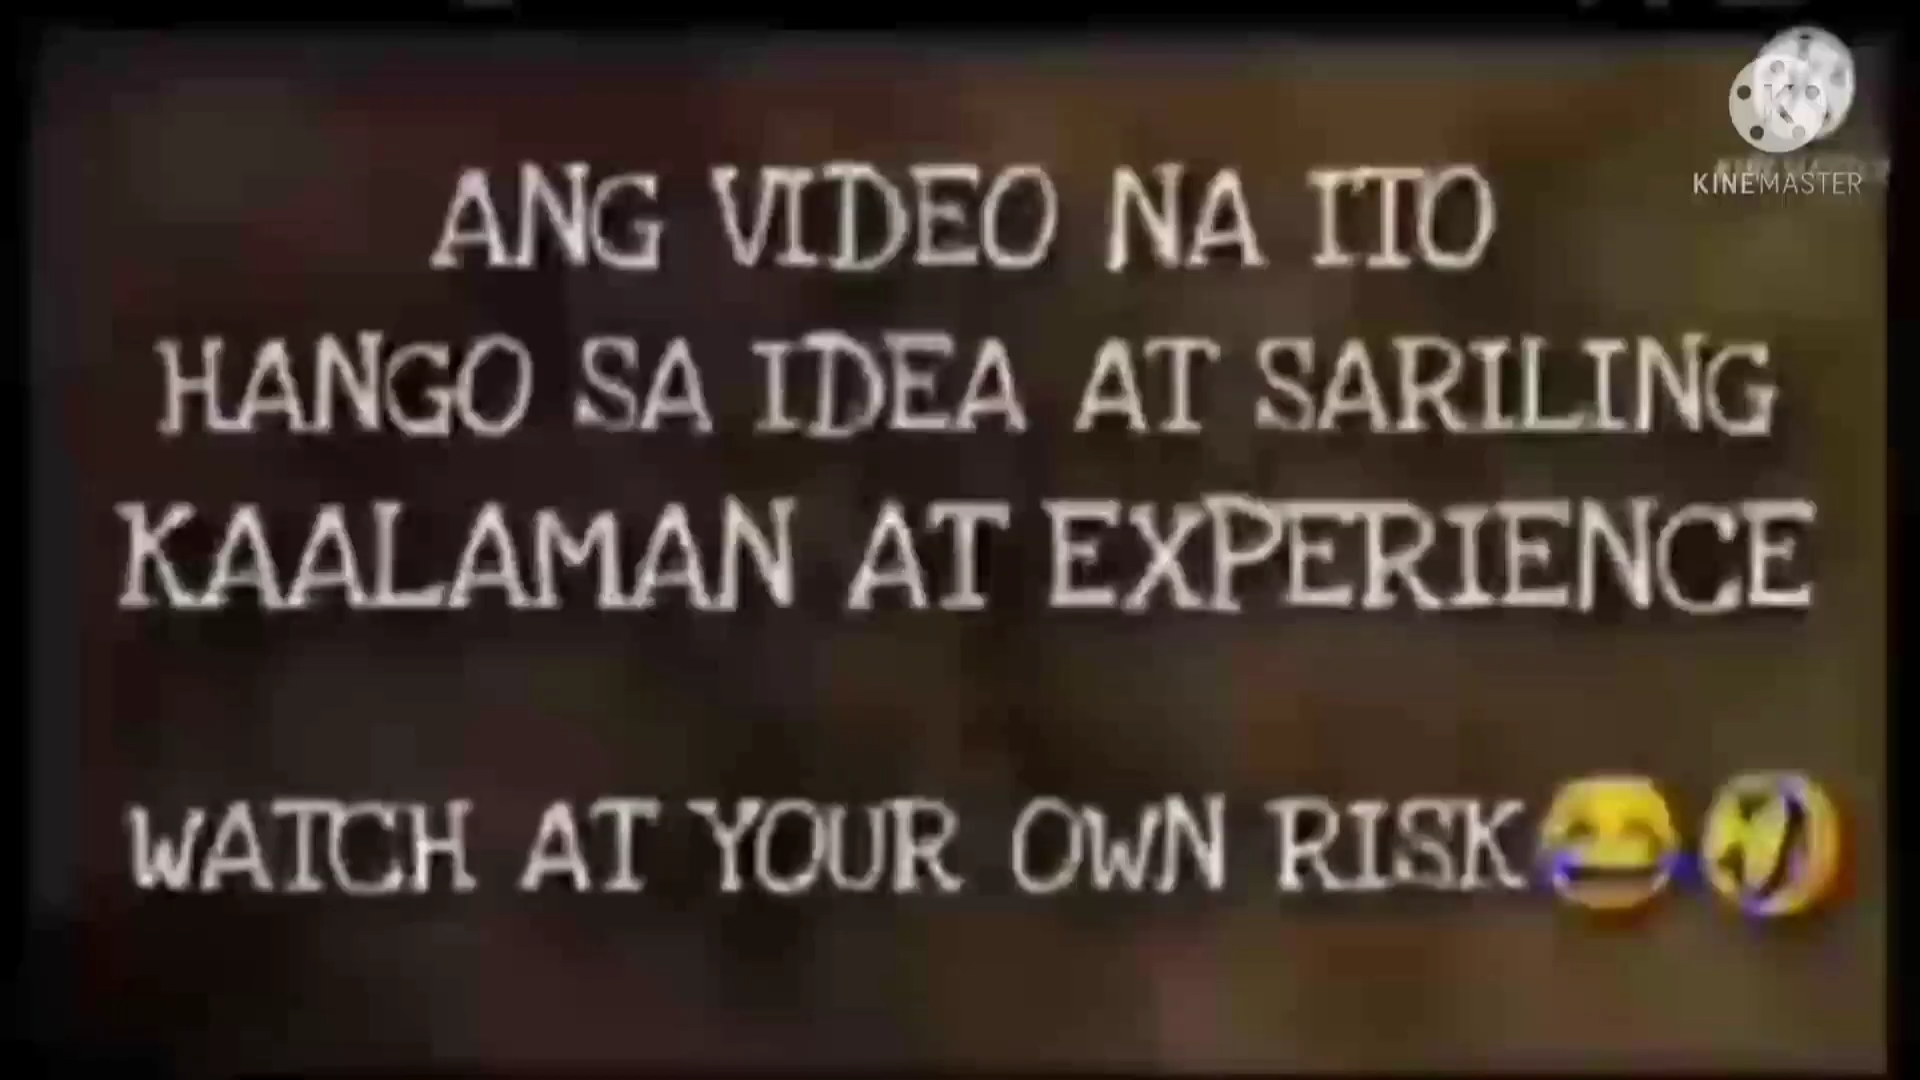 KINEMASTER
ANG VIDEO NA ITO
HANGO SA IDEA AT SARILING
KAALAMAN AT EXPERIENCE
WATCH AT YOUR OWN RISK😂🤣